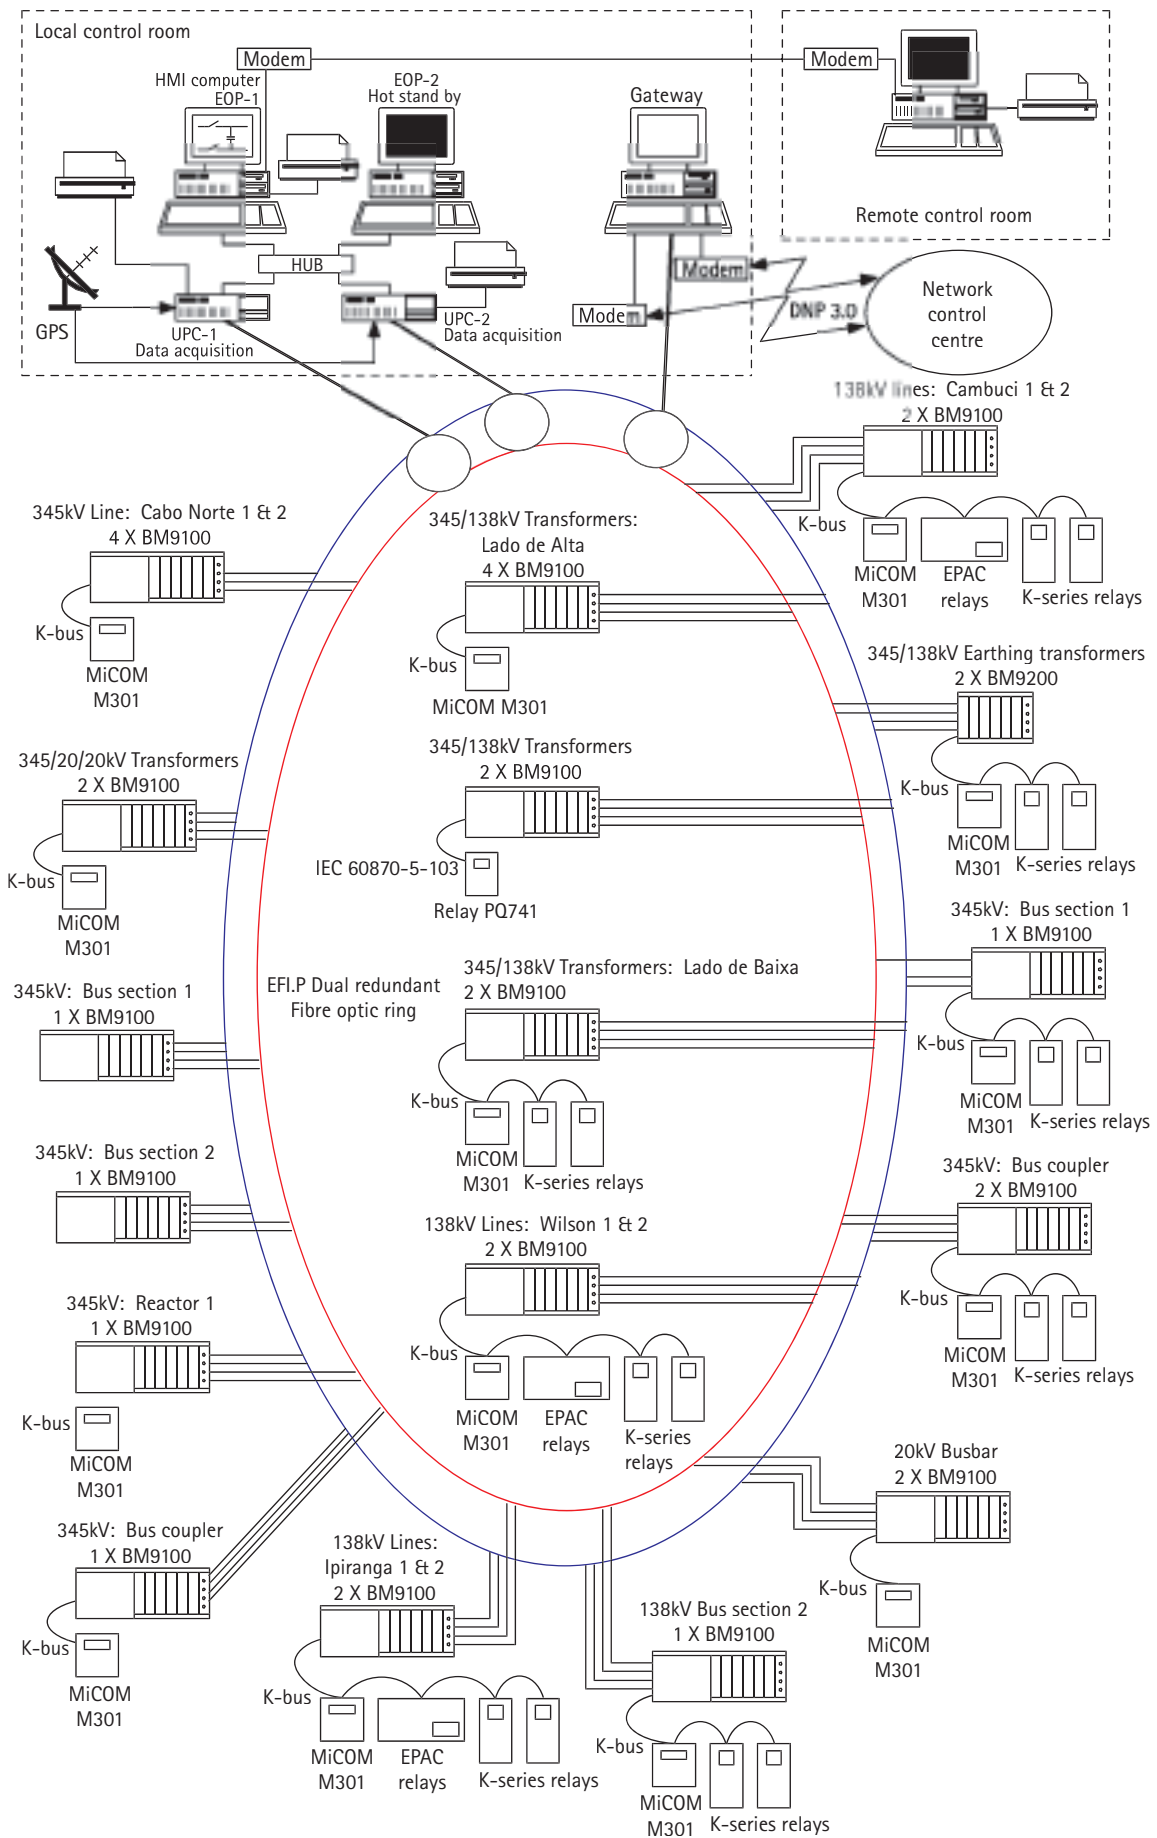 Local control room
Modem
Modem
HMI computer
EOP-1
EOP-2
Hot stand by
Gateway
Remote control room
HUB
Modem
Modem
DNP 3.0
Network
control
centre
GPS
UPC-1
Data acquisition
UPC-2
Data acquisition
138kV lines: Cambuci 1 & 2
2 X BM9100
K-bus
MiCOM
M301
EPAC
relays
K-series relays
345kV Line: Cabo Norte 1 & 2
4 X BM9100
K-bus
MiCOM
M301
345/138kV Transformers:
Lado de Alta
4 X BM9100
K-bus
MiCOM M301
345/138kV Earthing transformers
2 X BM9200
K-bus
MiCOM
M301
K-series relays
345/20/20kV Transformers
2 X BM9100
K-bus
MiCOM
M301
345/138kV Transformers
2 X BM9100
IEC 60870-5-103
Relay PQ741
345kV: Bus section 1
1 X BM9100
K-bus
MiCOM
M301
K-series relays
345kV: Bus section 1
1 X BM9100
EFI.P Dual redundant
Fibre optic ring
345/138kV Transformers: Lado de Baixa
2 X BM9100
K-bus
MiCOM
M301
K-series relays
345kV: Bus section 2
1 X BM9100
345kV: Bus coupler
2 X BM9100
K-bus
MiCOM
M301
K-series relays
138kV Lines: Wilson 1 & 2
2 X BM9100
K-bus
MiCOM
M301
EPAC
relays
K-series
relays
345kV: Reactor 1
1 X BM9100
K-bus
MiCOM
M301
20kV Busbar
2 X BM9100
K-bus
MiCOM
M301
345kV: Bus coupler
1 X BM9100
K-bus
MiCOM
M301
138kV Lines:
Ipiranga 1 & 2
2 X BM9100
K-bus
MiCOM
M301
EPAC
relays
K-series relays
138kV Bus section 2
1 X BM9100
K-bus
MiCOM
M301
K-series relays